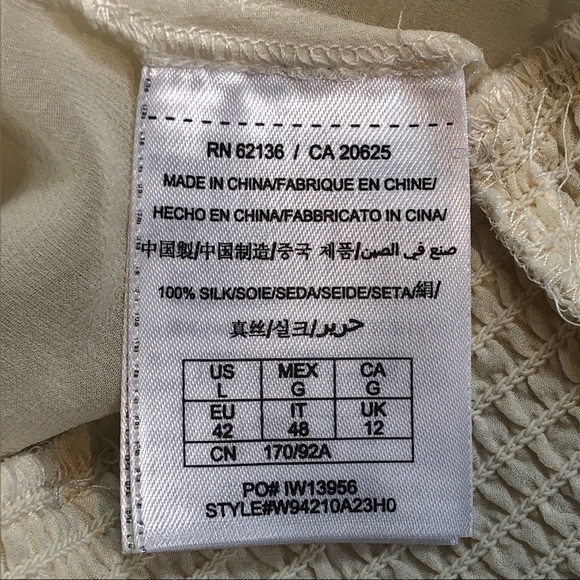 RN 62136 / CA 20625
MADE IN CHINA/FABRIQUE EN CHINE/
HECHO EN CHINA/FABBRICATO IN CINA/
中国製/中国制造/중국 제품/صنع في الصين
100% SILK/SOIE/SEDA/SEIDE/SETA/絹/
真丝/실크/حرير
US MEX CA
L G G
EU IT UK
42 48 12
CN 170/92A
PO# IW13956
STYLE#W94210A23H0